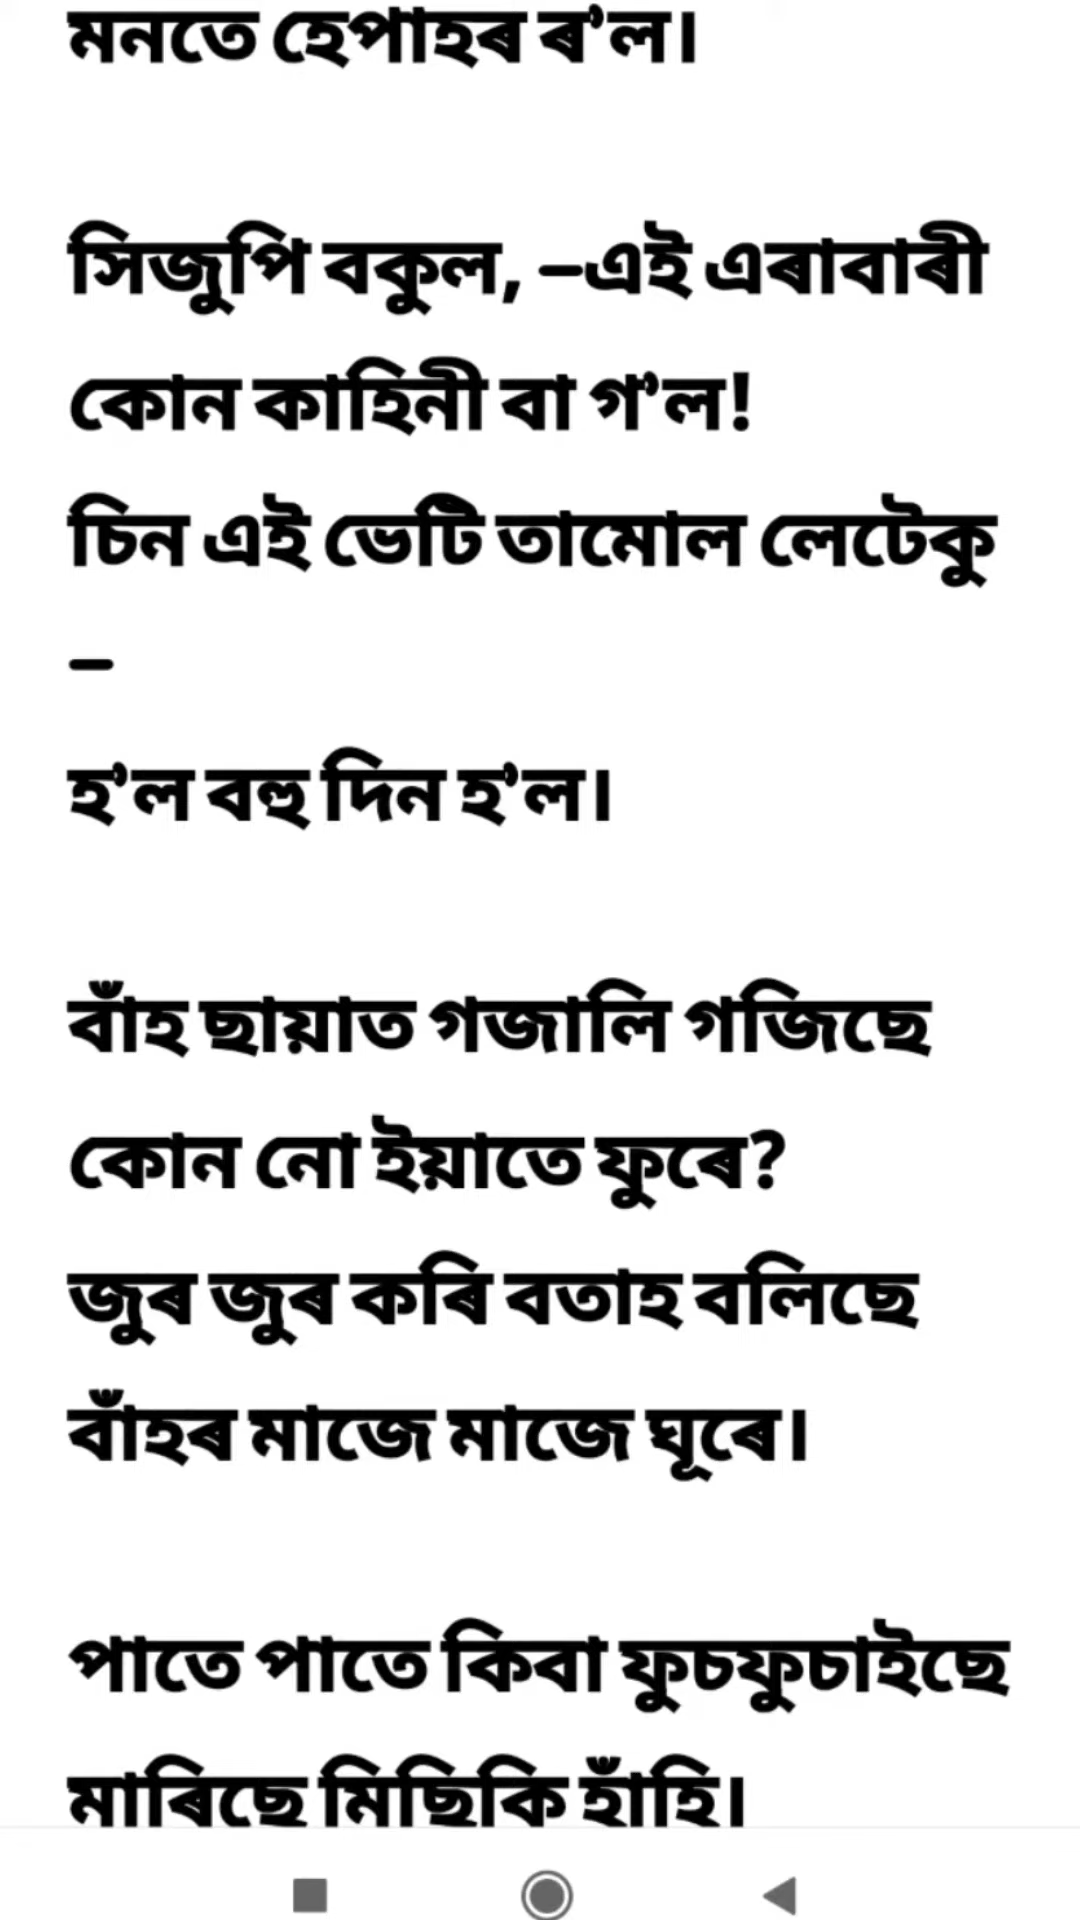 মনতে হেপাহৰ ৰ’ল।
সিজুপি বকুল, –এই এৰাবাৰী
কোন কাহিনী বা গ’ল!
চিন এই ভেটি তামোল লেটেকু
–
হ’ল বহু দিন হ’ল।
বাঁহ ছায়াত গজালি গজিছে
কোন নো ইয়াতে ফুৰে?
জুৰ জুৰ কৰি বতাহ বলিছে
বাঁহৰ মাজে মাজে ঘূৰে।
পাতে পাতে কিবা ফুচফুচাইছে
মাৰিছে মিছিকি হাঁহি।